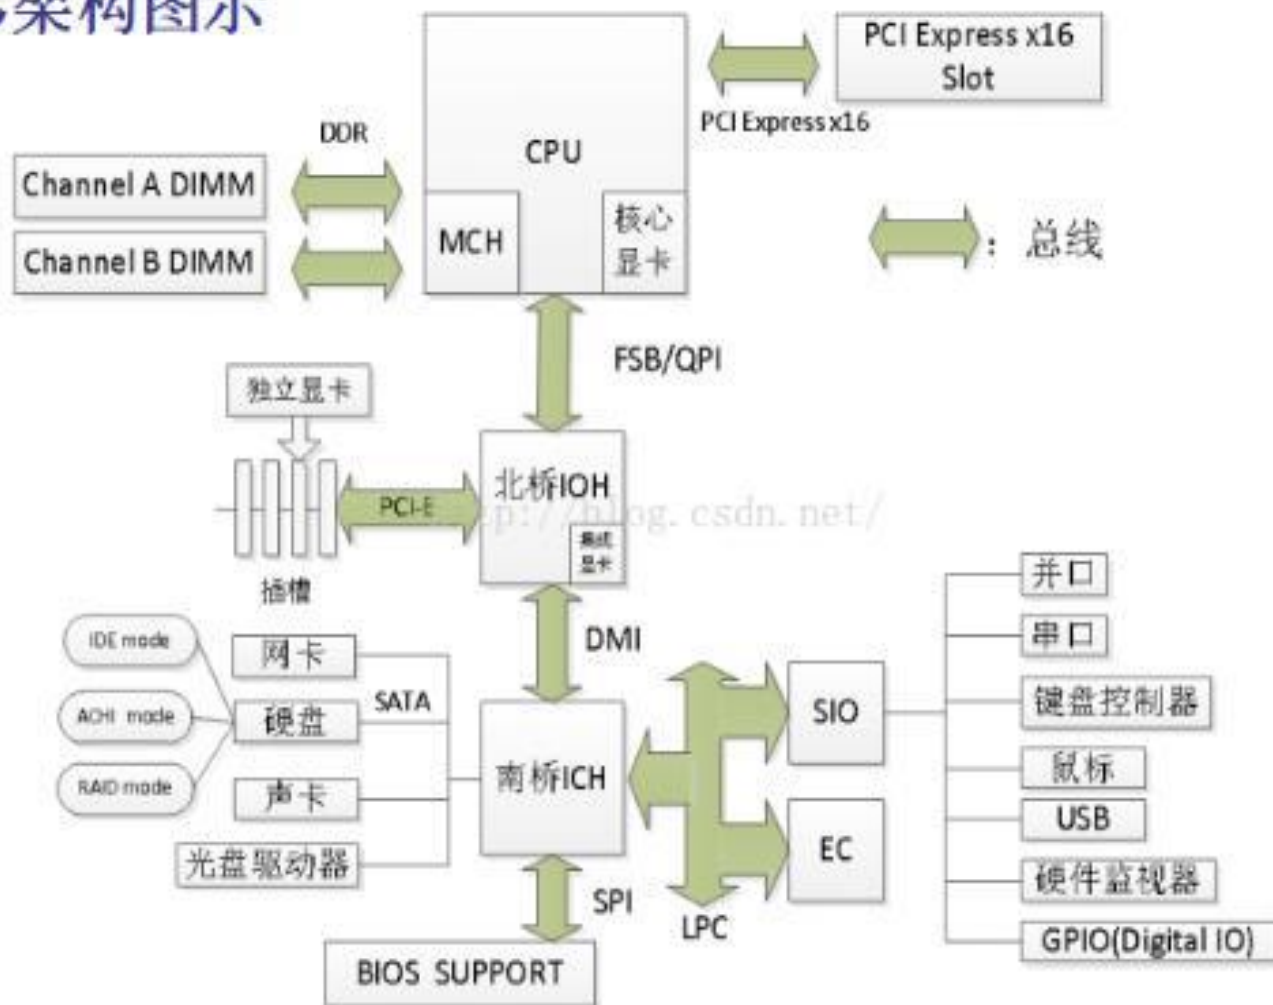 架构图示
PCI Express x16
Slot
PCI Express x16
DDR
CPU
Channel A DIMM
Channel B DIMM
MCH
核心
显卡
：总线
FSB/QPI
独立显卡
北桥IOH
PCI-E
http://blog.csdn.net/
集成
显卡
插槽
并口
IDE mode
网卡
DMI
串口
SATA
ACHI mode
硬盘
SIO
键盘控制器
南桥ICH
鼠标
RAID mode
声卡
USB
光盘驱动器
EC
硬件监视器
SPI
LPC
GPIO(Digital IO)
BIOS SUPPORT